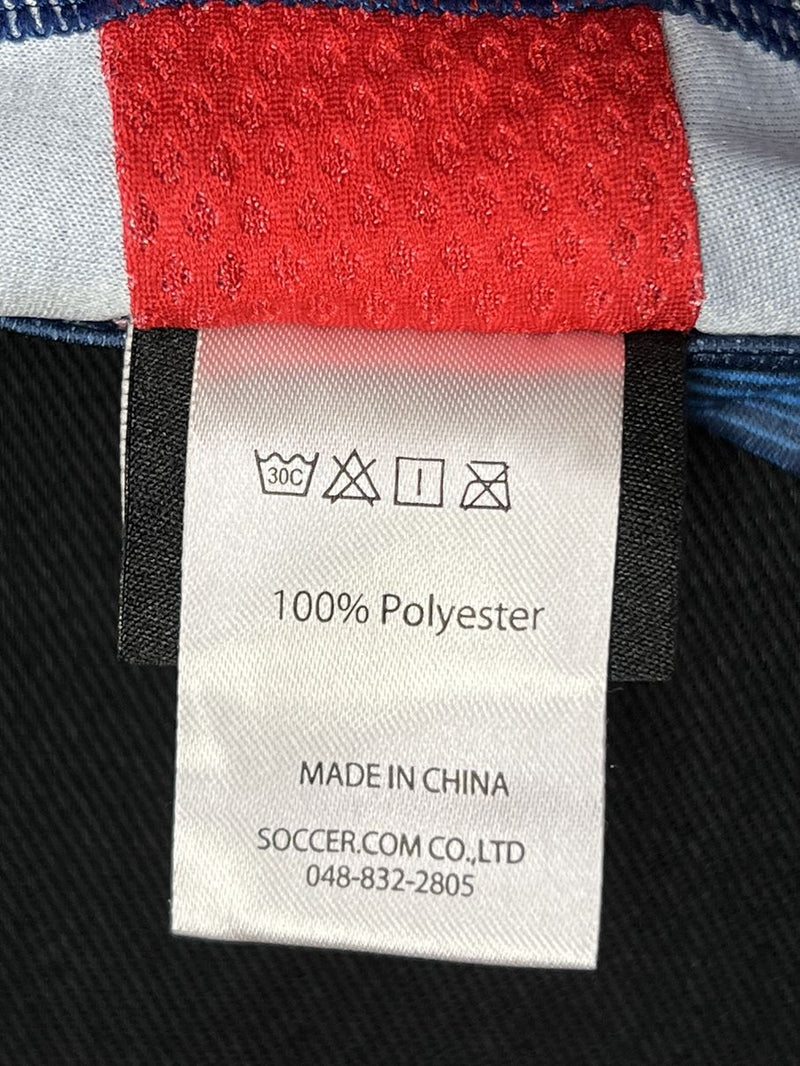 30C
100% Polyester
MADE IN CHINA
SOCCER.COM CO.,LTD
048-832-2805